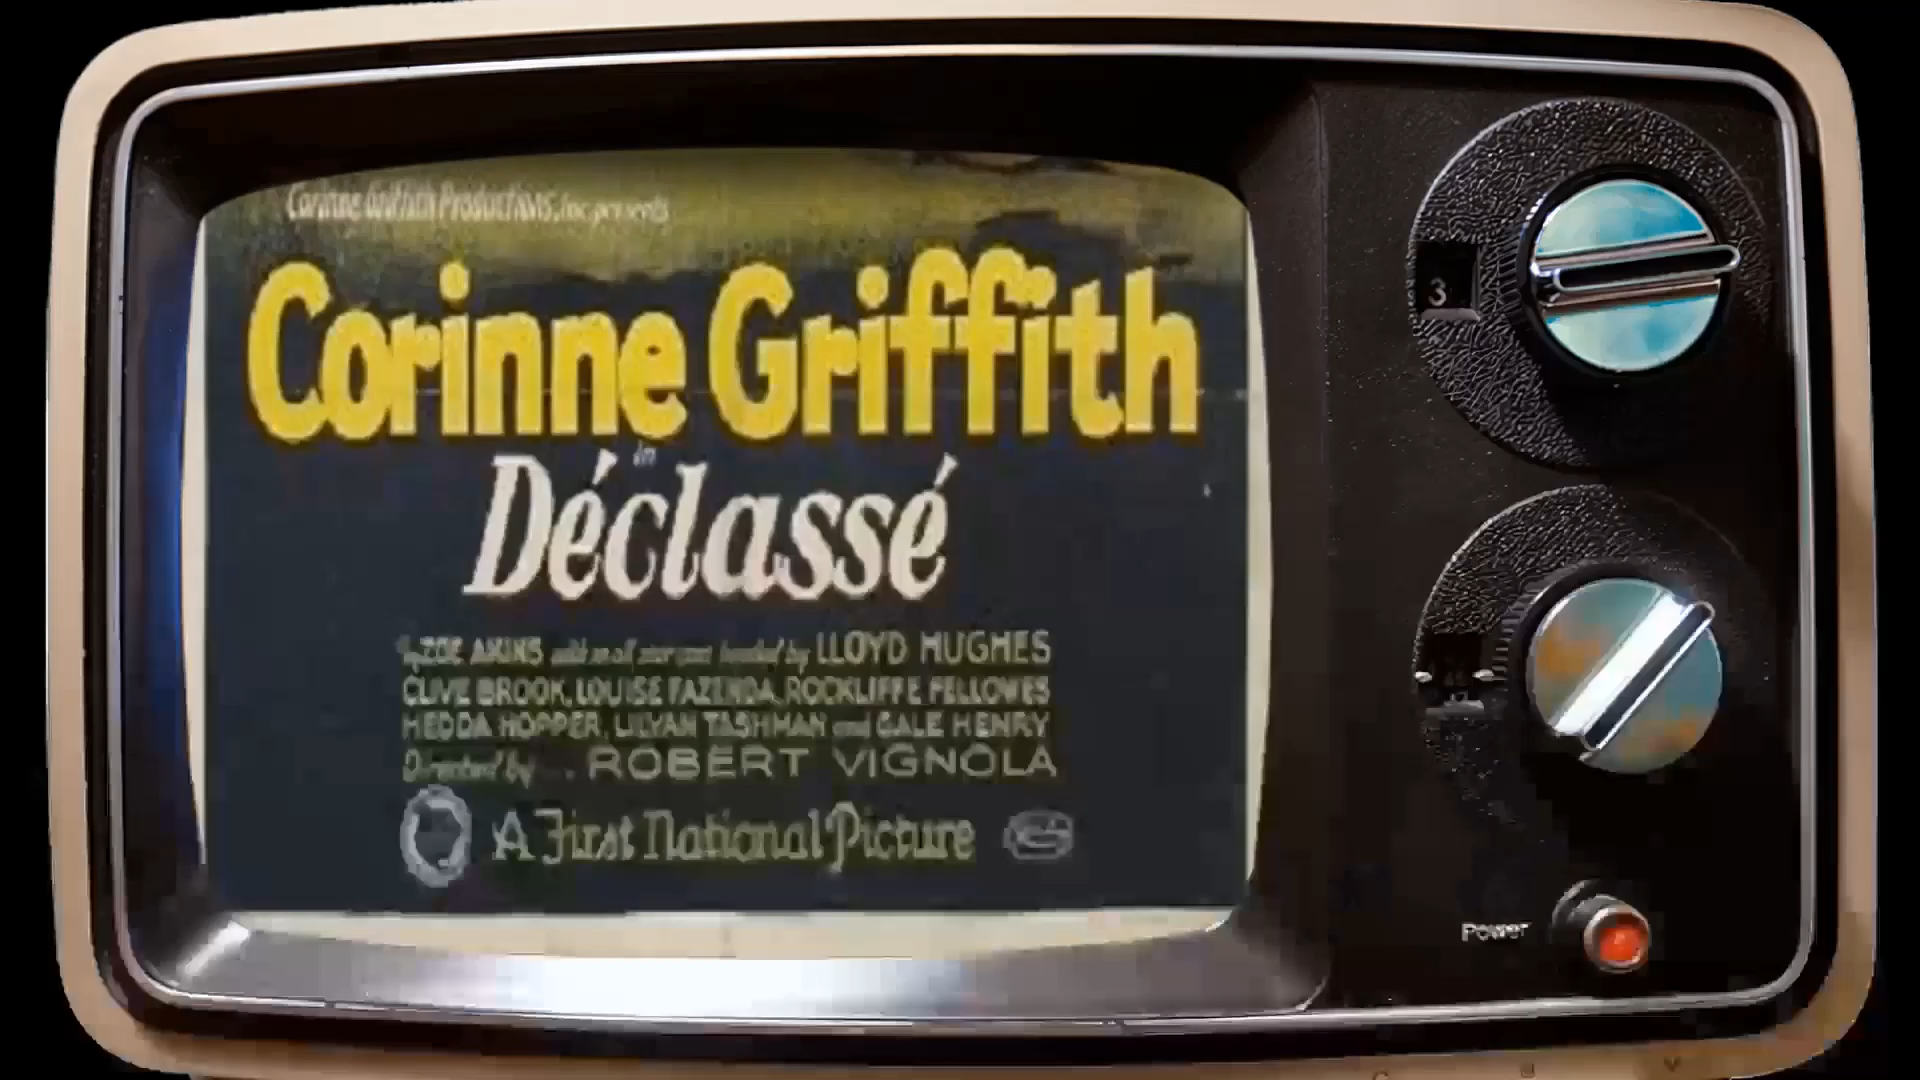 Corinne Griffith Productions, Inc. presents
Corinne Griffith
in
Déclassé
by ZOE AKINS with an all star cast headed by LLOYD HUGHES
CLIVE BROOK, LOUISE FAZENDA, ROCKLIFFE FELLOWES
HEDDA HOPPER, LILYAN TASHMAN and GALE HENRY
Directed by ROBERT VIGNOLA
A First National Picture
3
Power